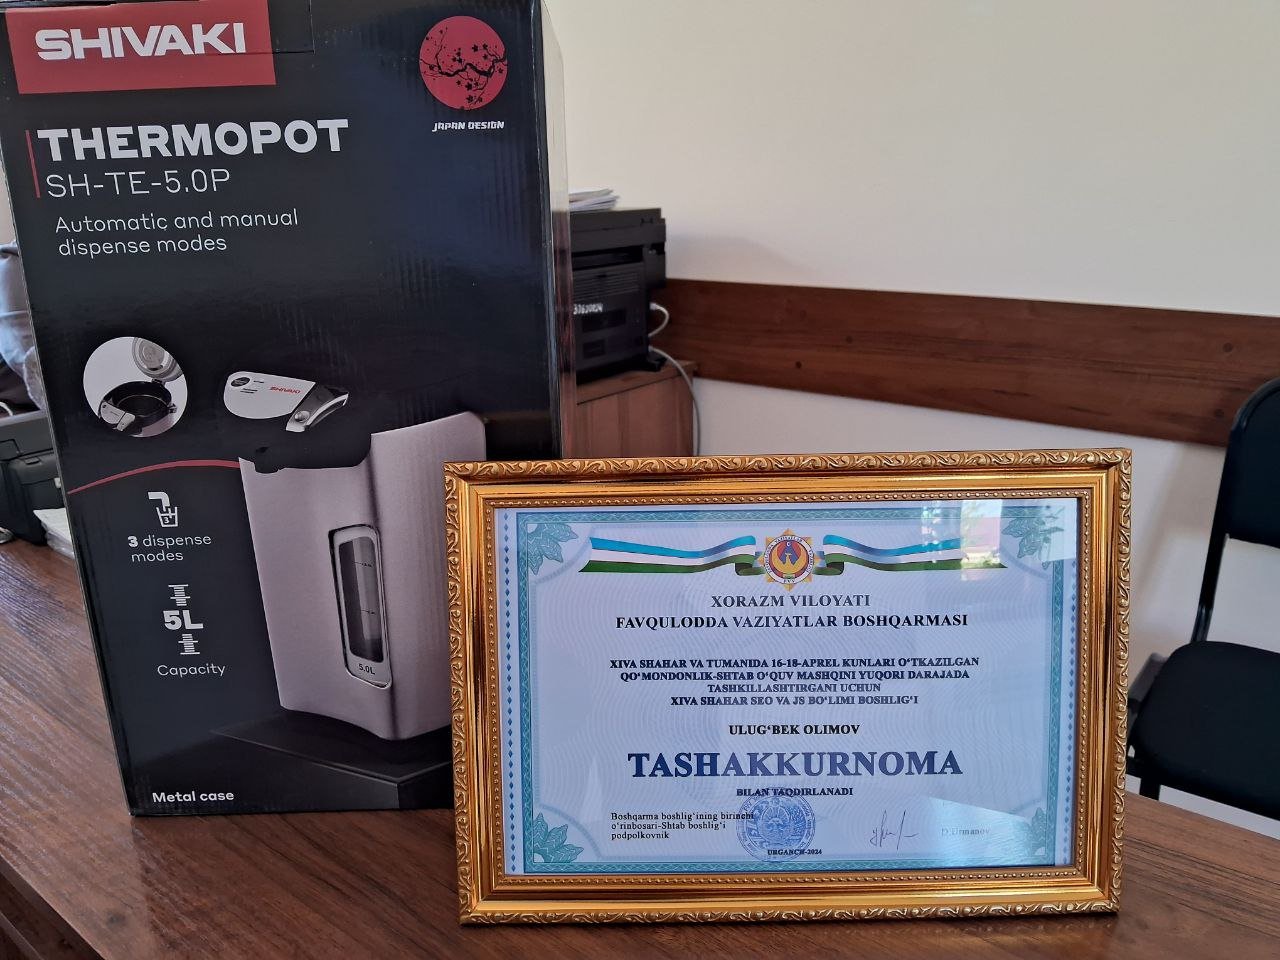 SHIVAKI
JAPAN DESIGN
THERMOPOT
SH-TE-5.0P
Automatic and manual
dispense modes
SHIVAKI
3 dispense
modes
5L
Capacity
5.0L
Metal case
XORAZM VILOYATI
FAVQULODDA VAZIYATLAR BOSHQARMASI
XIVA SHAHAR VA TUMANIDA 16-18-APREL KUNLARI O‘TKAZILGAN
QO‘MONDONLIK-SHTAB O‘QUV MASHQINI YUQORI DARAJADA
TASHKILLASHTIRGANI UCHUN
XIVA SHAHAR SEO VA JS BO‘LIMI BOSHLIG‘I
ULUG‘BEK OLIMOV
TASHAKKURNOMA
BILAN TAQDIRLANADI
Boshqarma boshlig‘ining birinchi
o‘rinbosari-Shtab boshlig‘i
podpolkovnik
D.Urmanov
URGANCH-2024